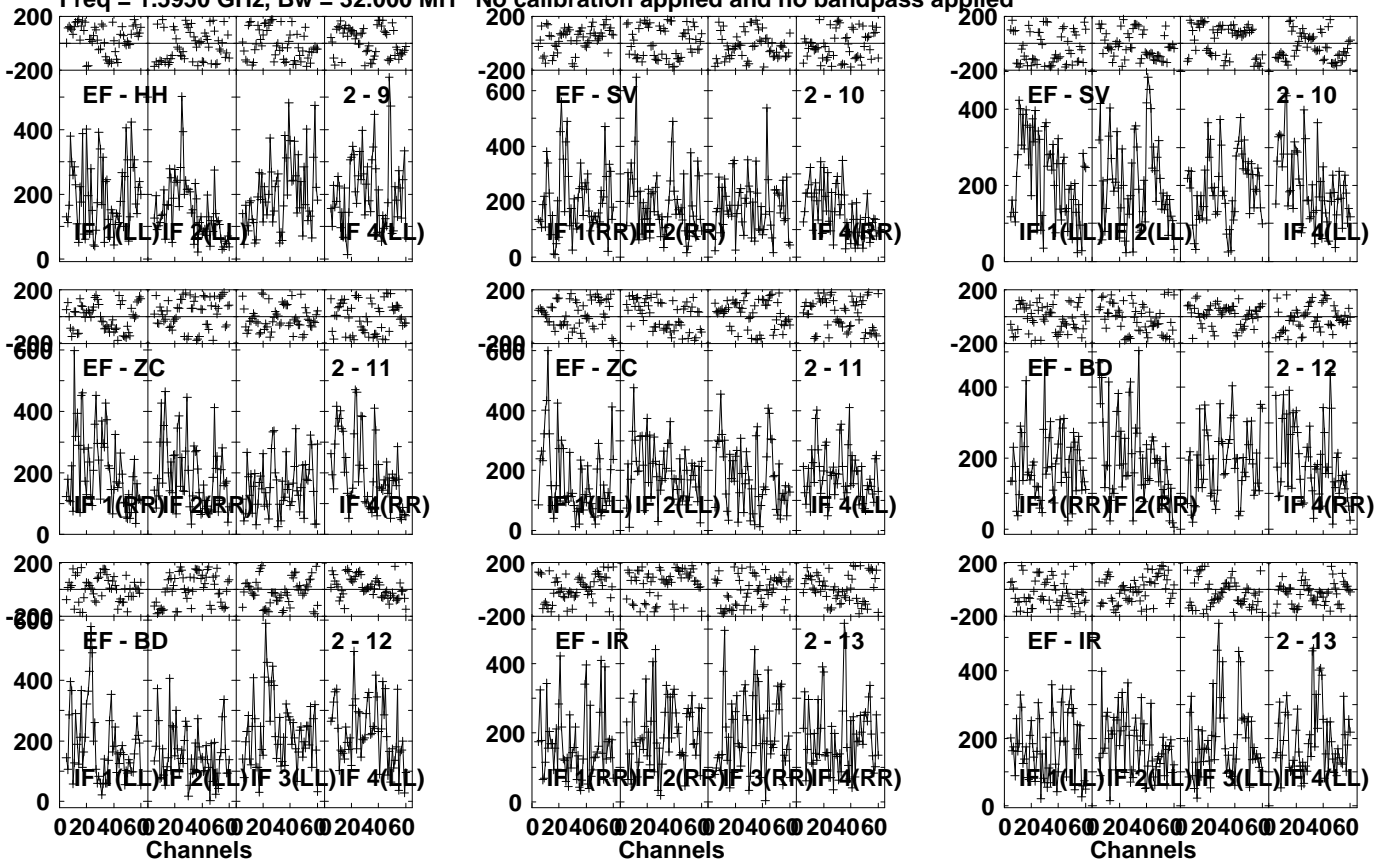 Freq = 1.5950 GHz, Bw = 32.000 MH No calibration applied and no bandpass applied
200
-200
EF - HH 2 - 9
400
200
IF 1(LL) IF 2(LL) IF 4(LL)
0
200
-200
600
EF - SV 2 - 10
400
200
IF 1(RR) IF 2(RR) IF 4(RR)
0
200
-200
EF - SV 2 - 10
400
200
IF 1(LL) IF 2(LL) IF 4(LL)
0
200
-200
600
EF - ZC 2 - 11
400
200
IF 1(RR) IF 2(RR) IF 4(RR)
0
200
-200
600
EF - ZC 2 - 11
400
200
IF 1(LL) IF 2(LL) IF 4(LL)
0
200
-200
EF - BD 2 - 12
400
200
IF 1(RR) IF 2(RR) IF 4(RR)
0
200
-200
600
EF - BD 2 - 12
400
200
IF 1(LL) IF 2(LL) IF 3(LL) IF 4(LL)
0
0 20 40 60 0 20 40 60 0 20 40 60 0 20 40 60
Channels
200
-200
EF - IR 2 - 13
400
200
IF 1(RR) IF 2(RR) IF 3(RR) IF 4(RR)
0
0 20 40 60 0 20 40 60 0 20 40 60 0 20 40 60
Channels
200
-200
EF - IR 2 - 13
400
200
IF 1(LL) IF 2(LL) IF 3(LL) IF 4(LL)
0
0 20 40 60 0 20 40 60 0 20 40 60 0 20 40 60
Channels